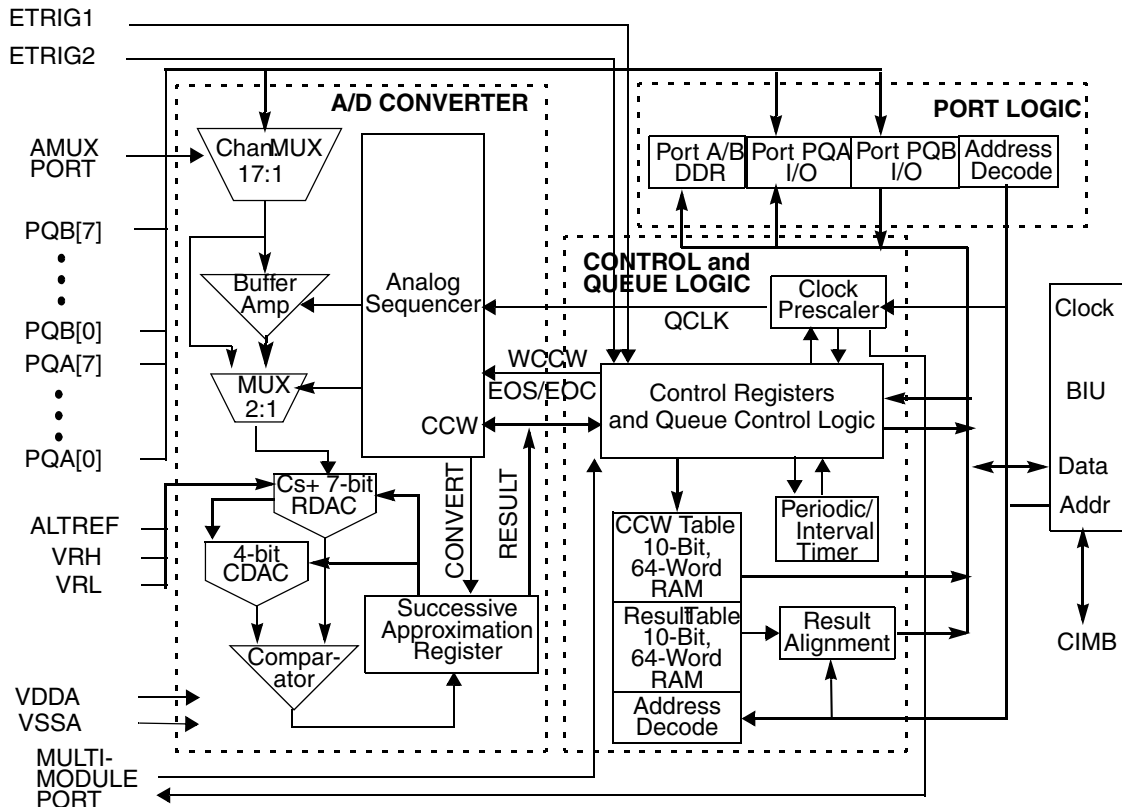 ETRIG1
ETRIG2
A/D CONVERTER
PORT LOGIC
AMUX
PORT
Chan. MUX
17:1
Port A/B
DDR
Port PQA
I/O
Port PQB
I/O
Address
Decode
PQB[7]
PQB[0]
PQA[7]
PQA[0]
Buffer
Amp
Analog
Sequencer
CONTROL and
QUEUE LOGIC
Clock
Prescaler
QCLK
Clock
BIU
Data
Addr
MUX
2:1
WCCW
EOS/EOC
CCW
Control Registers
and Queue Control Logic
Cs+ 7-bit
RDAC
CONVERT
RESULT
Periodic/
Interval
Timer
ALTREF
VRH
VRL
4-bit
CDAC
CCW Table
10-Bit,
64-Word
RAM
Successive
Approximation
Register
Result Table
10-Bit,
64-Word
RAM
Result
Alignment
CIMB
Compar-
ator
VDDA
VSSA
Address
Decode
MULTI-
MODULE
PORT